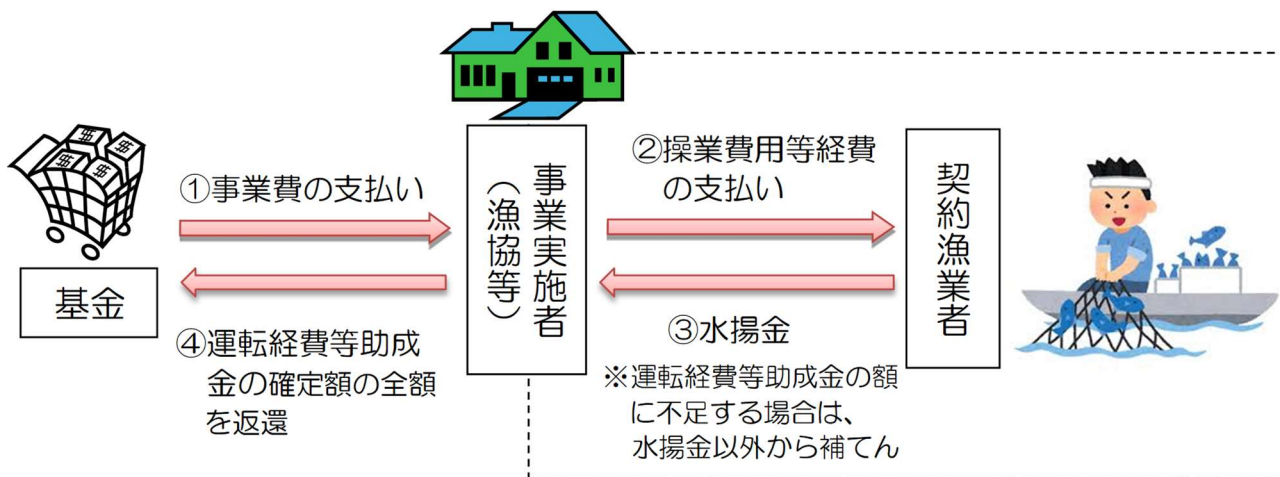 ①事業費の支払い
基金
④運転経費等助成
金の確定額の全額
を返還
事業実施者
（漁協等）
②操業費用等経費
の支払い
③水揚金
※運転経費等助成金の額
に不足する場合は、
水揚金以外から補てん
契約漁業者
$
$
$
$